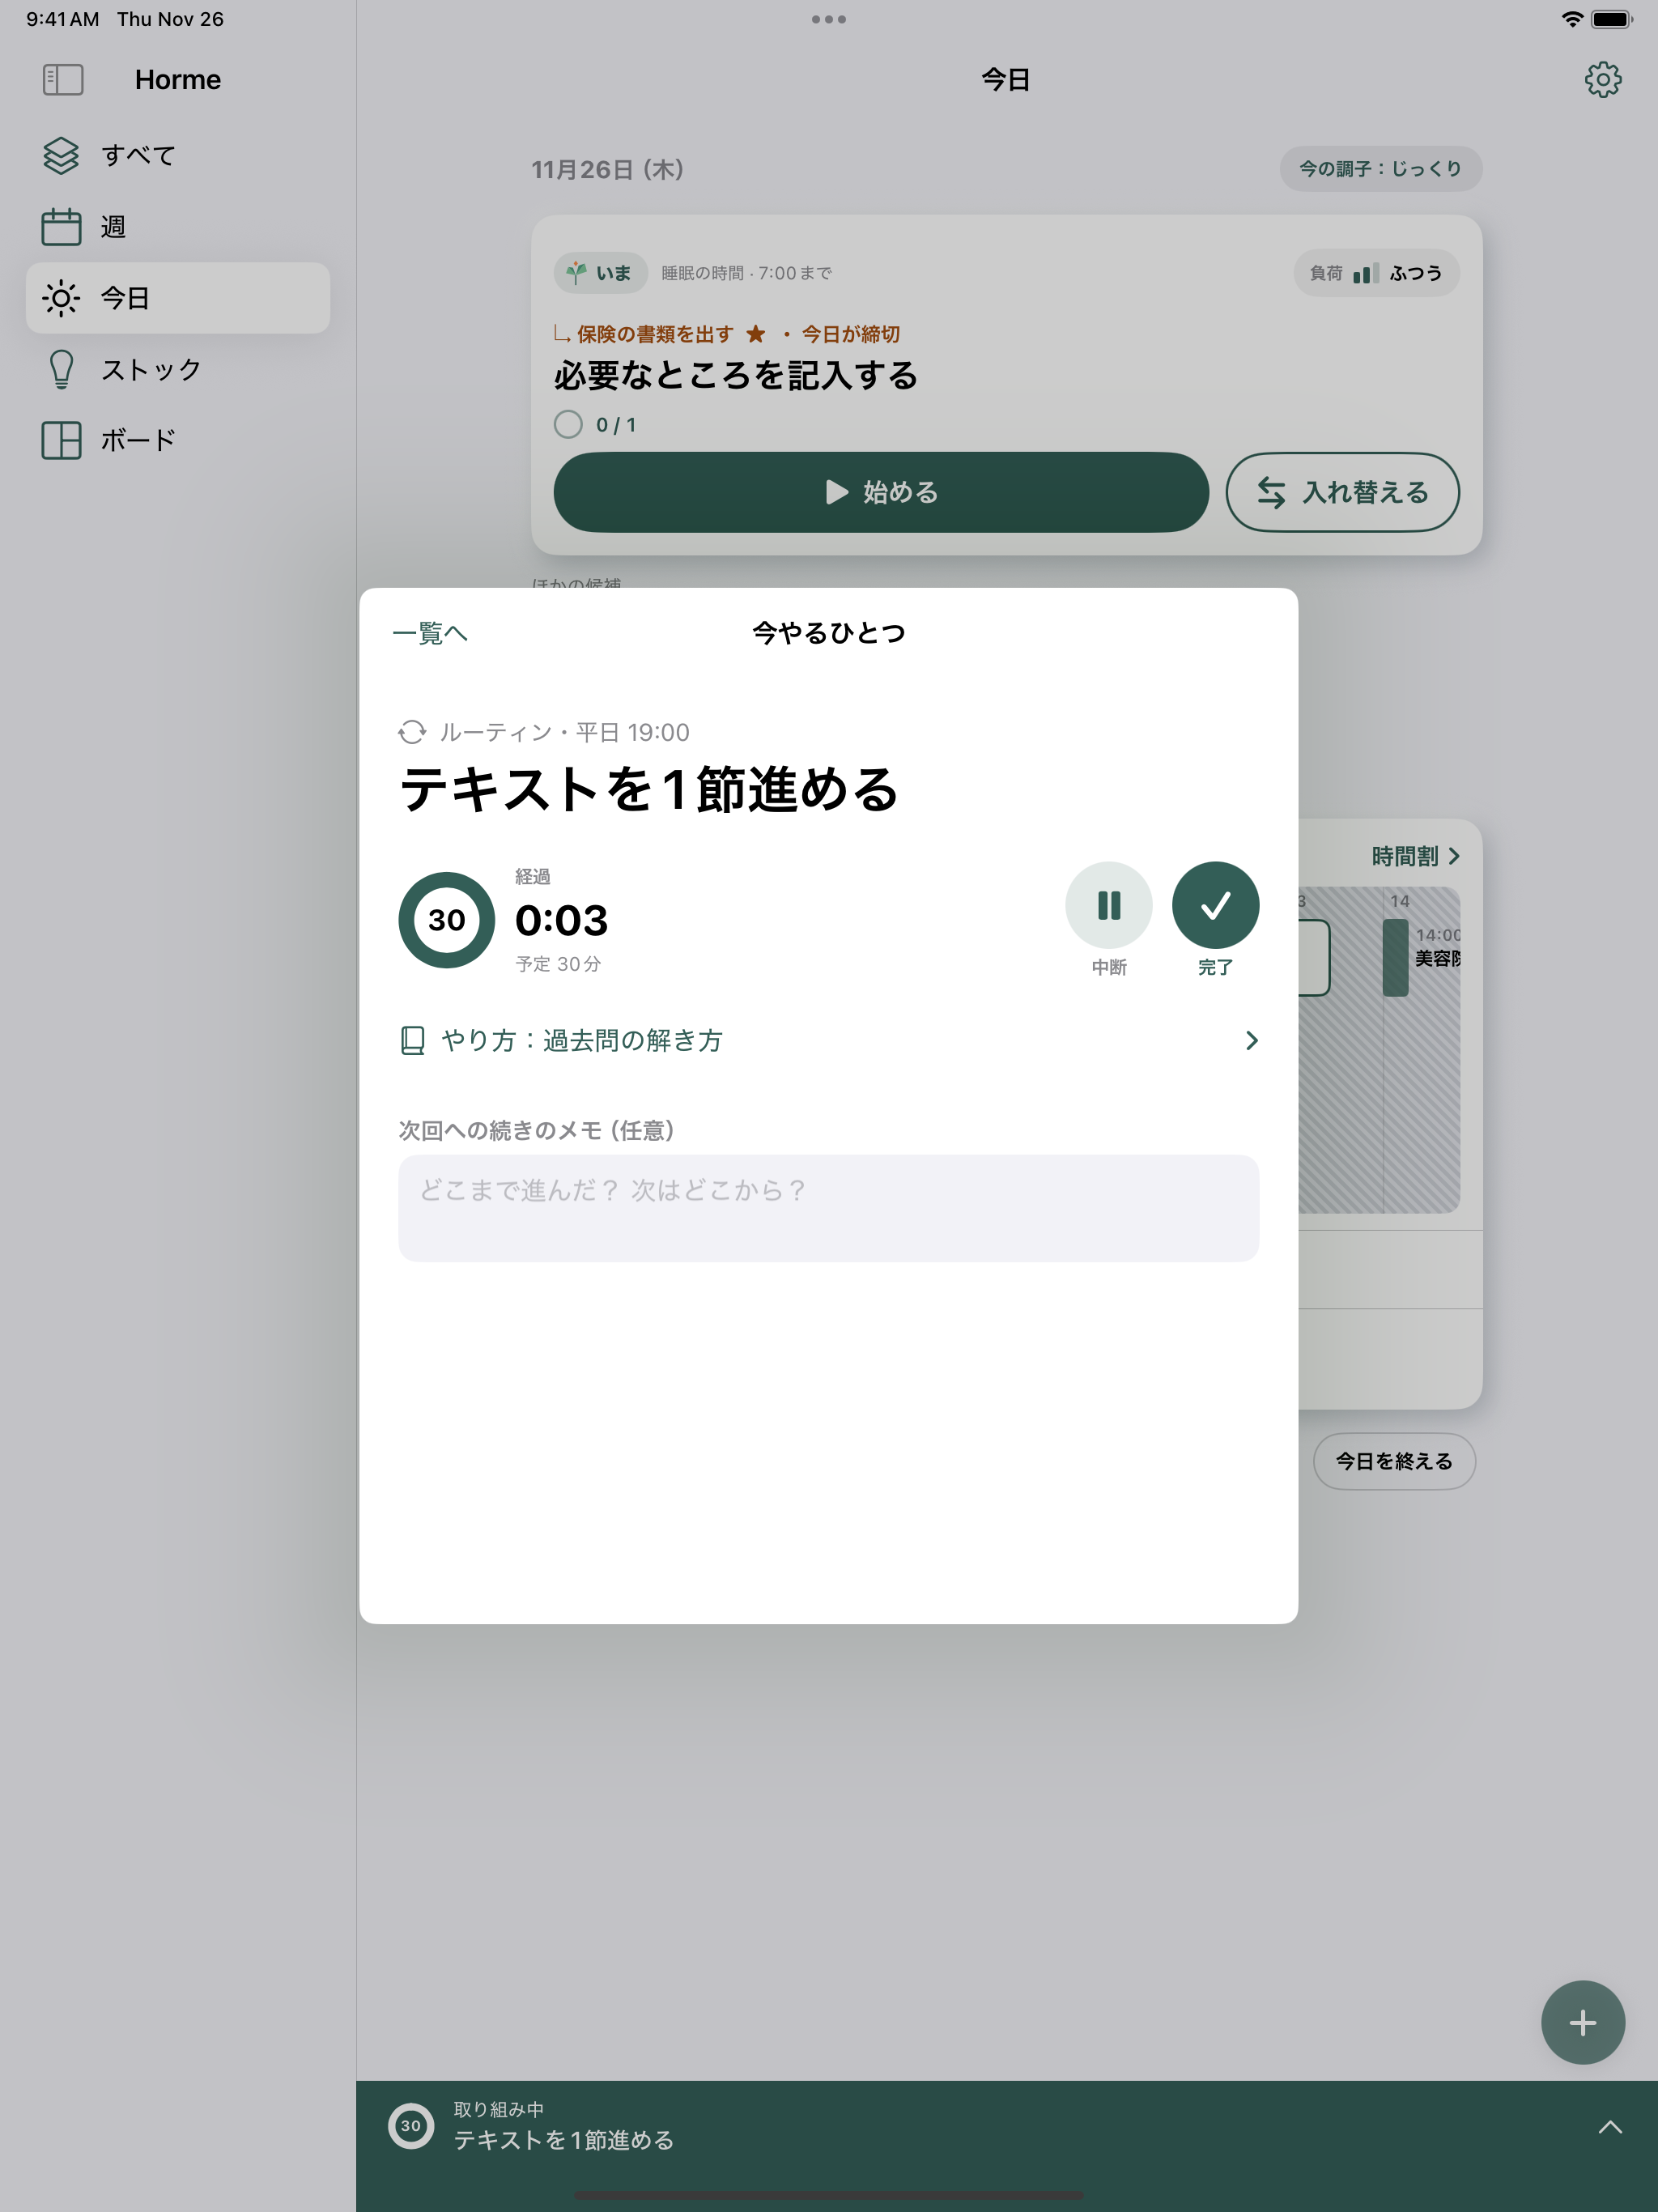 9:41 AM Thu Nov 26
Horme
すべて
週
今日
ストック
ボード
今日
11月26日 (木)
今の調子：じっくり
いま
睡眠の時間 · 7:00まで
負荷 ふつう
保険の書類を出す ★ ・今日が締切
必要なところを記入する
0 / 1
始める
入れ替える
ほかの候補
一覧へ
今やるひとつ
ルーティン・平日 19:00
テキストを1節進める
30
経過
0:03
予定 30分
中断
完了
やり方：過去問の解き方
次回への続きのメモ (任意)
どこまで進んだ？ 次はどこから？
時間割
14
14:00
美容院
今日を終える
30
取り組み中
テキストを1節進める